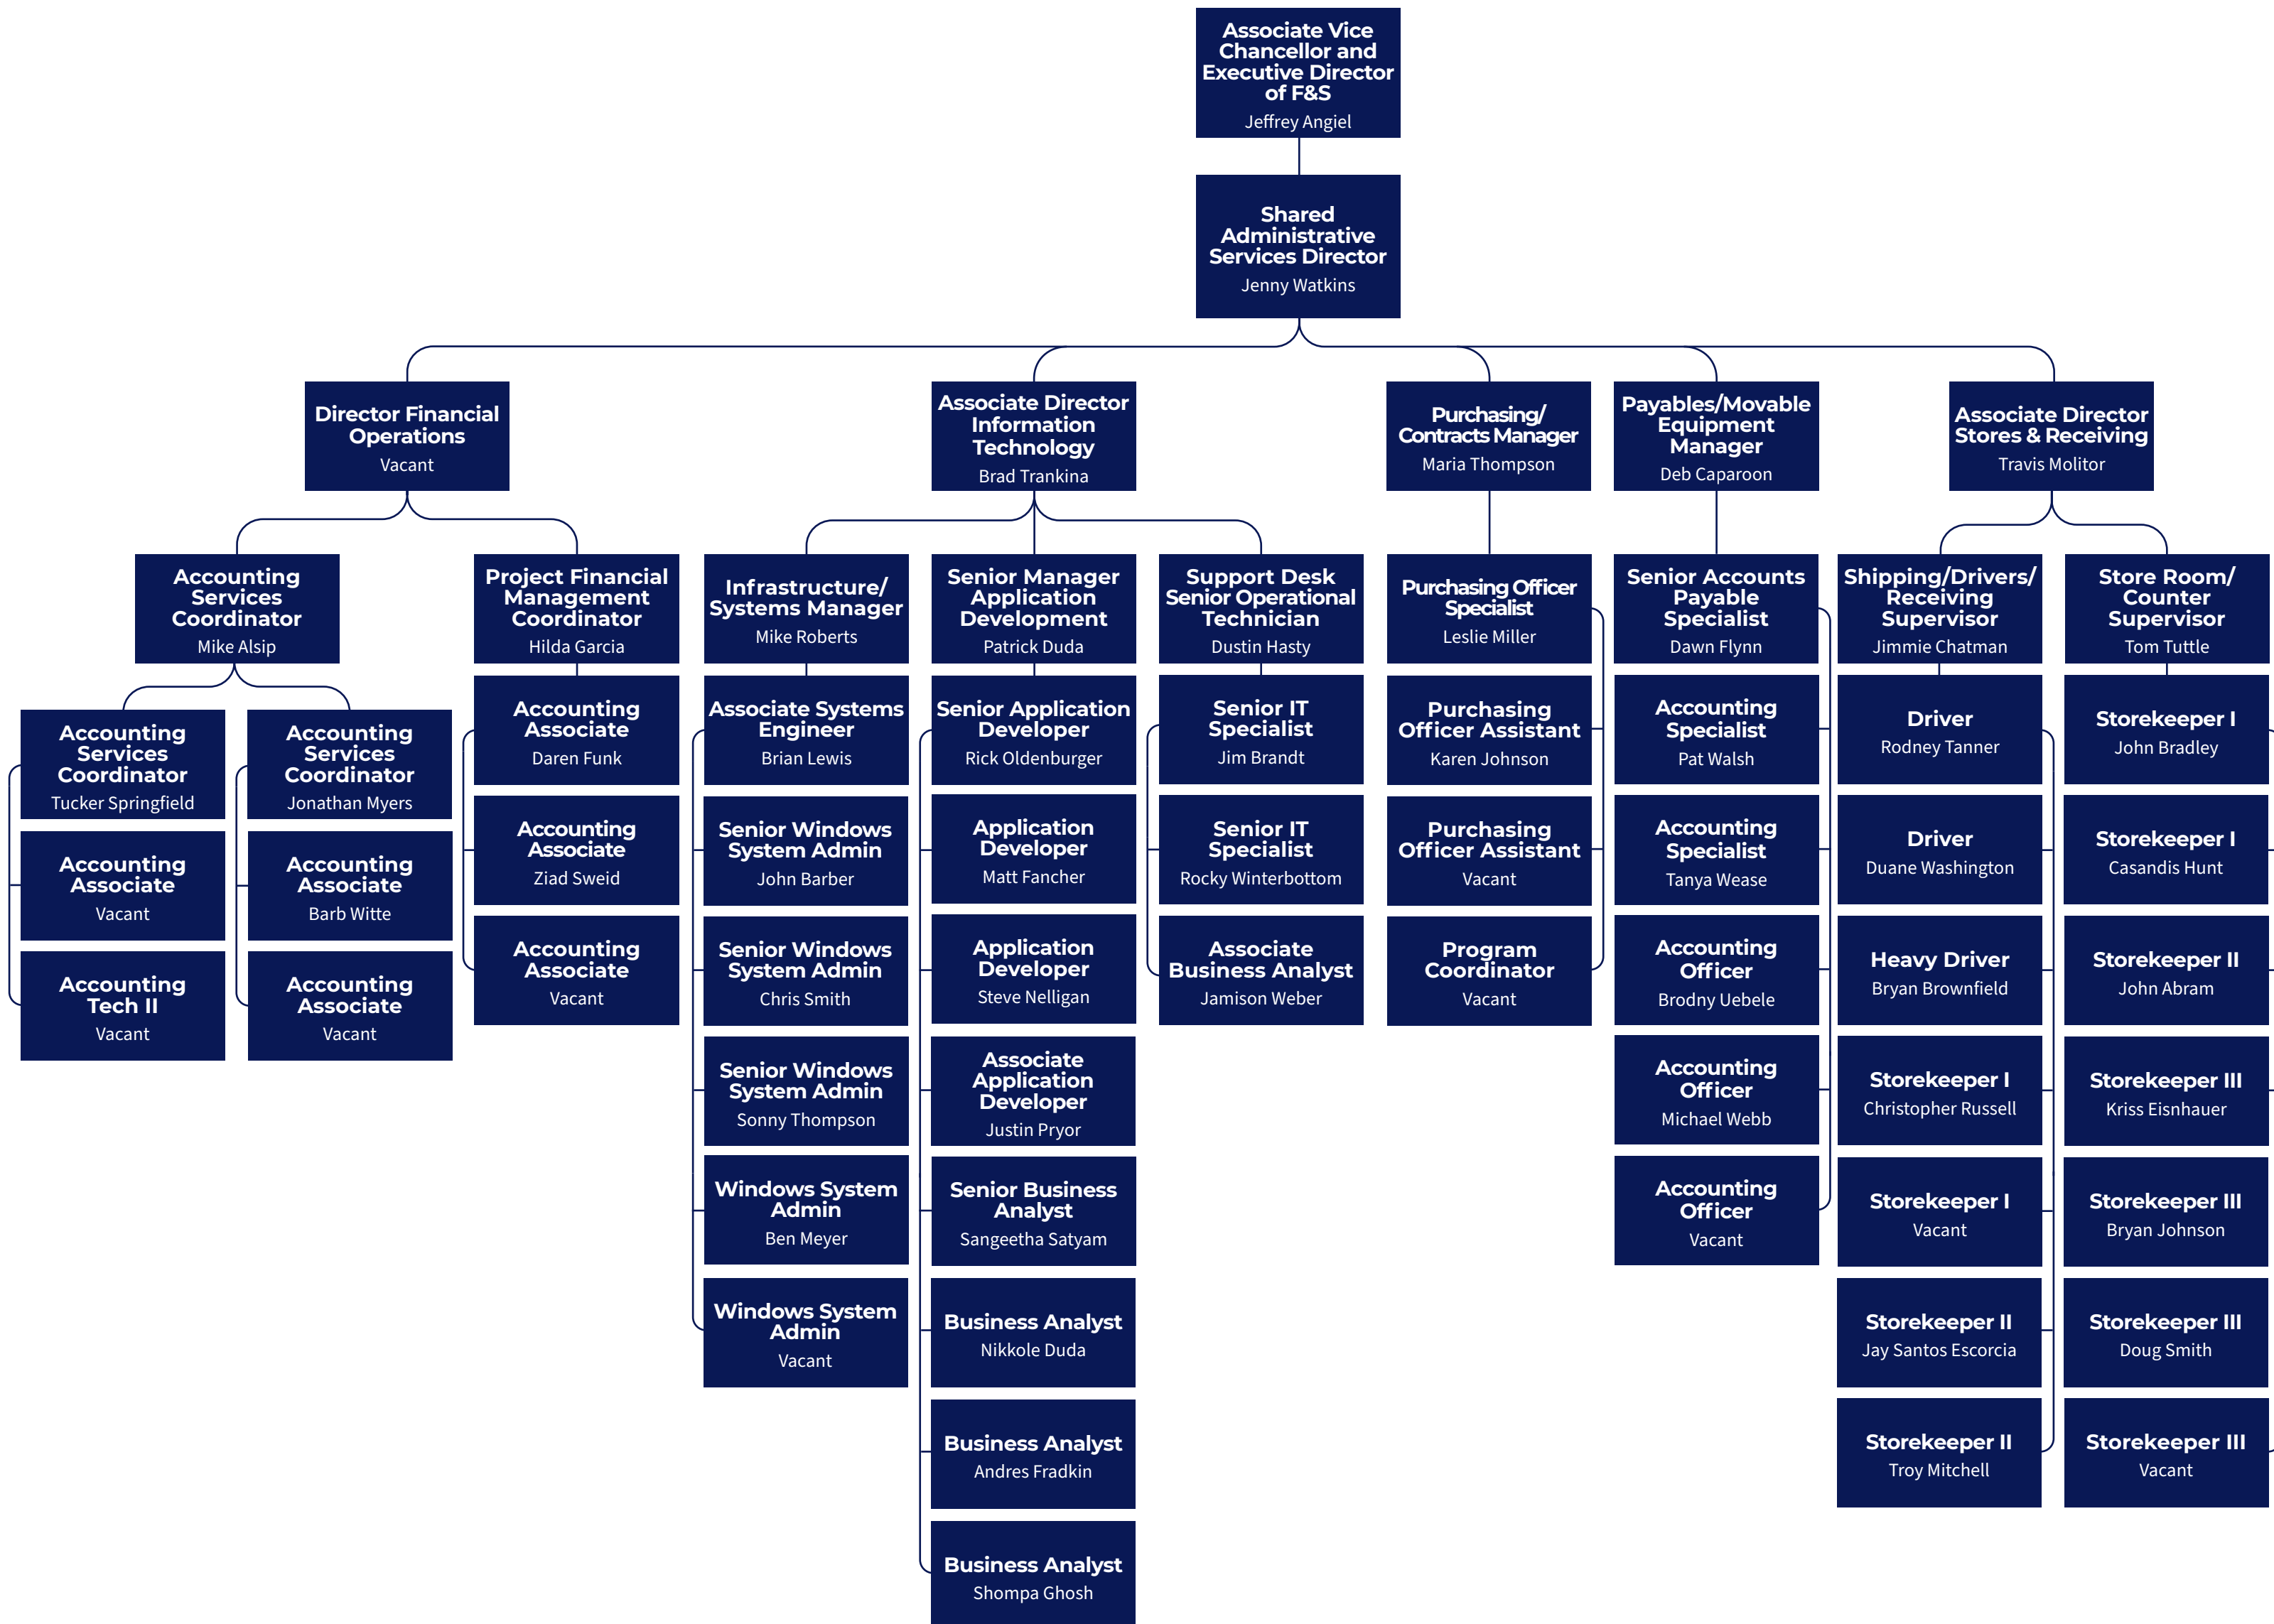 Associate Vice
Chancellor and
Executive Director
of F&S
Jeffrey Angiel
Shared
Administrative
Services Director
Jenny Watkins
Director Financial
Operations
Vacant
Associate Director
Information
Technology
Brad Trankina
Purchasing/
Contracts Manager
Maria Thompson
Payables/Movable
Equipment
Manager
Deb Caparoon
Associate Director
Stores & Receiving
Travis Molitor
Accounting
Services
Coordinator
Mike Alsip
Project Financial
Management
Coordinator
Hilda Garcia
Infrastructure/
Systems Manager
Mike Roberts
Senior Manager
Application
Development
Patrick Duda
Support Desk
Senior Operational
Technician
Dustin Hasty
Purchasing Officer
Specialist
Leslie Miller
Senior Accounts
Payable
Specialist
Dawn Flynn
Shipping/Drivers/
Receiving
Supervisor
Jimmie Chatman
Store Room/
Counter
Supervisor
Tom Tuttle
Accounting
Services
Coordinator
Tucker Springfield
Accounting
Associate
Vacant
Accounting
Tech II
Vacant
Accounting
Services
Coordinator
Jonathan Myers
Accounting
Associate
Barb Witte
Accounting
Associate
Vacant
Accounting
Associate
Daren Funk
Accounting
Associate
Ziad Sweid
Accounting
Associate
Vacant
Associate Systems
Engineer
Brian Lewis
Senior Windows
System Admin
John Barber
Senior Windows
System Admin
Chris Smith
Senior Windows
System Admin
Sonny Thompson
Windows System
Admin
Ben Meyer
Windows System
Admin
Vacant
Senior Application
Developer
Rick Oldenburger
Application
Developer
Matt Fancher
Application
Developer
Steve Nelligan
Associate
Application
Developer
Justin Pryor
Senior Business
Analyst
Sangeetha Satyam
Business Analyst
Nikkole Duda
Business Analyst
Andres Fradkin
Business Analyst
Shompa Ghosh
Senior IT
Specialist
Jim Brandt
Senior IT
Specialist
Rocky Winterbottom
Associate
Business Analyst
Jamison Weber
Purchasing
Officer Assistant
Karen Johnson
Purchasing
Officer Assistant
Vacant
Program
Coordinator
Vacant
Accounting
Specialist
Pat Walsh
Accounting
Specialist
Tanya Wease
Accounting
Officer
Brodny Uebele
Accounting
Officer
Michael Webb
Accounting
Officer
Vacant
Driver
Rodney Tanner
Driver
Duane Washington
Heavy Driver
Bryan Brownfield
Storekeeper I
Christopher Russell
Storekeeper I
Vacant
Storekeeper II
Jay Santos Escorcia
Storekeeper II
Troy Mitchell
Storekeeper I
John Bradley
Storekeeper I
Casandis Hunt
Storekeeper II
John Abram
Storekeeper III
Kriss Eisnhauer
Storekeeper III
Bryan Johnson
Storekeeper III
Doug Smith
Storekeeper III
Vacant